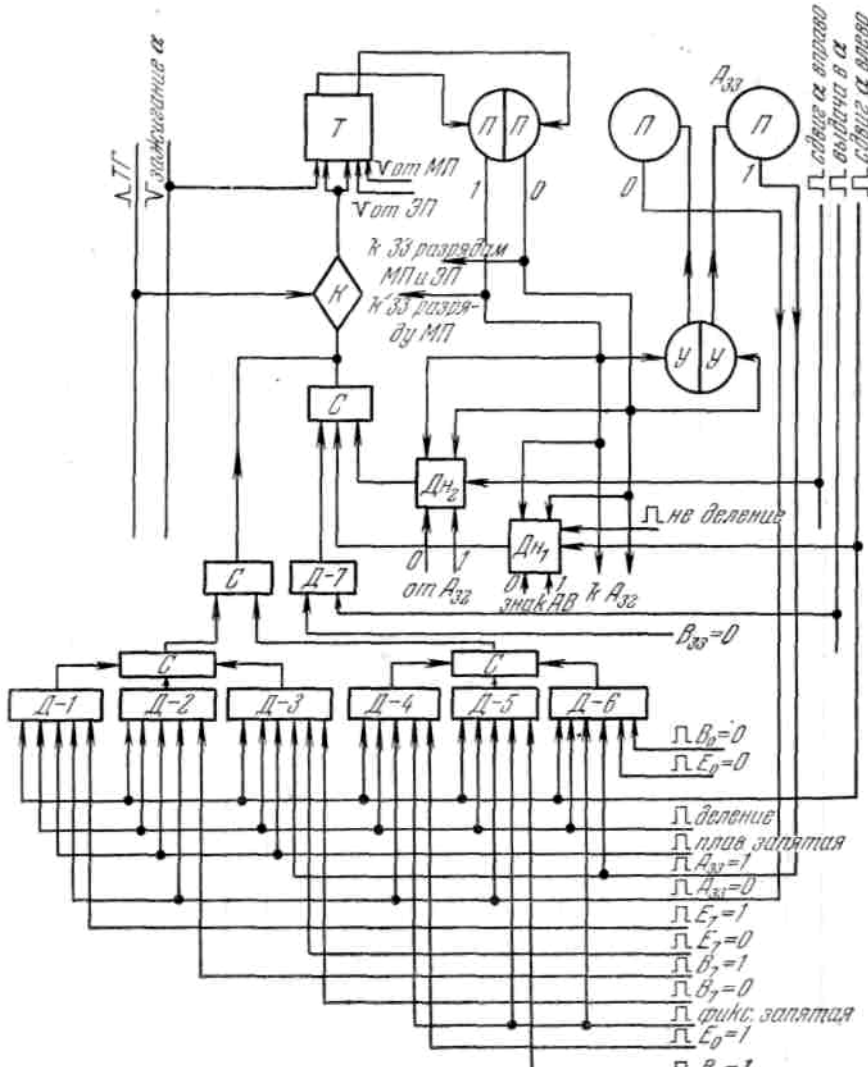 ТГ
зажигание α
Т
П П
П
А₃₃
П
сдвиг α вправо
выдача в α
сдвиг α влево
от МП
от ЭП
1
0
0
1
к 33 разрядам
МП и ЭП
К
к 33 разря-
ду МП
У У
С
Дн₂
не деление
Дн₁
0 1
от А₃₂
0 1
знак АВ
к А₃₂
С
Д-7
В₃₃=0
С
С
Д-1
Д-2
Д-3
Д-4
Д-5
Д-6
В₀=0
Е₀=0
деление
плав запятая
А₃₃=1
А₃₃=0
Е₇=1
Е₇=0
В₇=1
В₇=0
фикс. запятая
Е₀=1